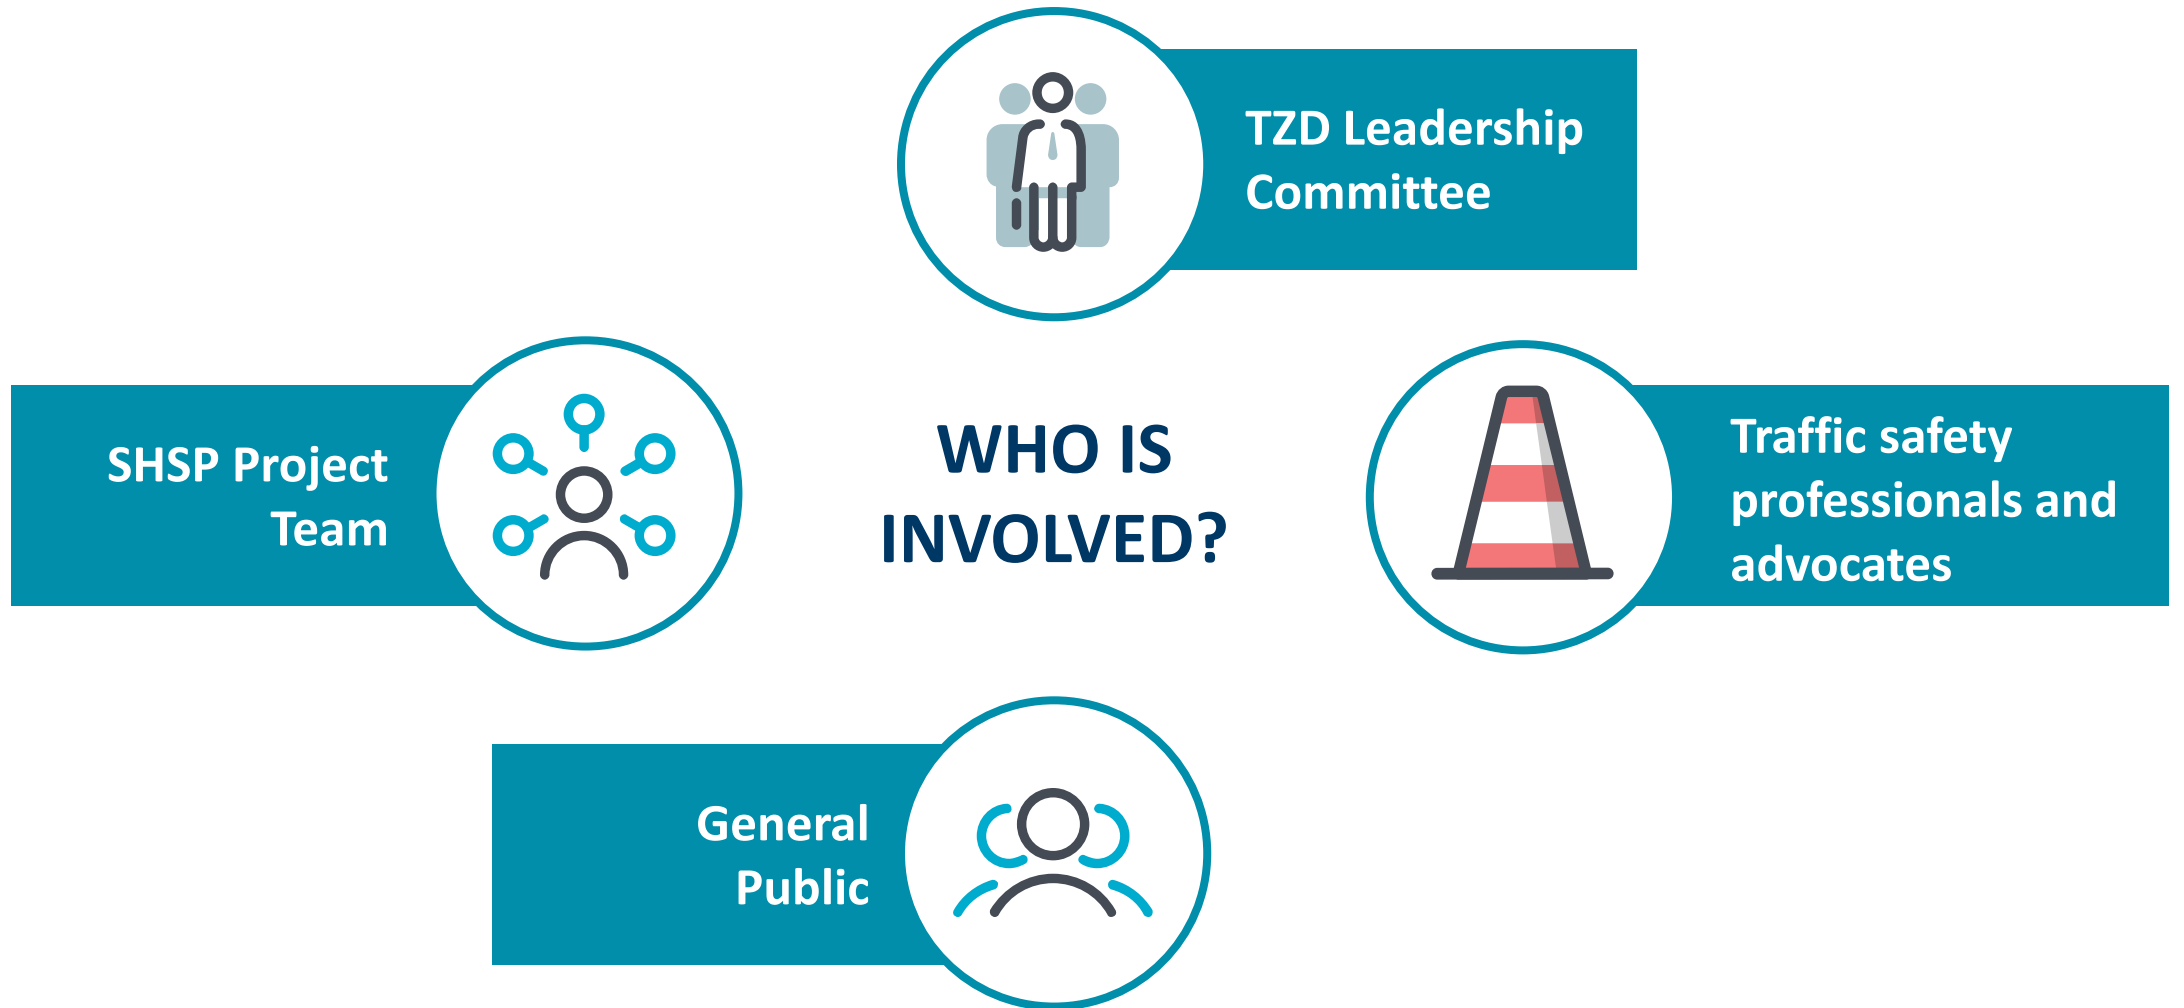 TZD Leadership
Committee
SHSP Project
Team
WHO IS
INVOLVED?
Traffic safety
professionals and
advocates
General
Public